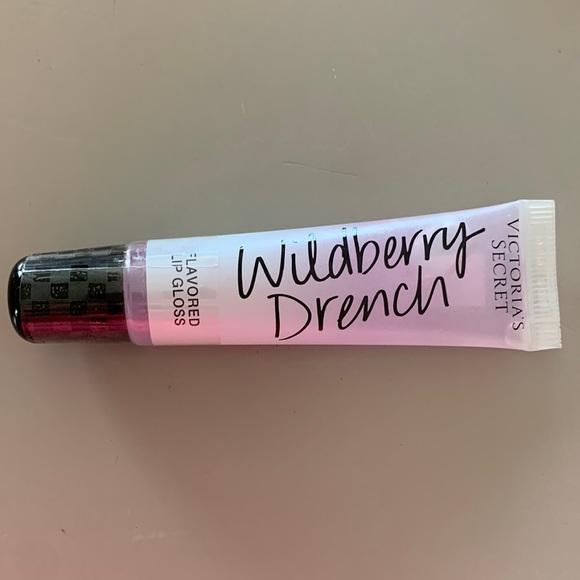 Wildberry
Drench
FLAVORED
LIP GLOSS
VICTORIA'S
SECRET